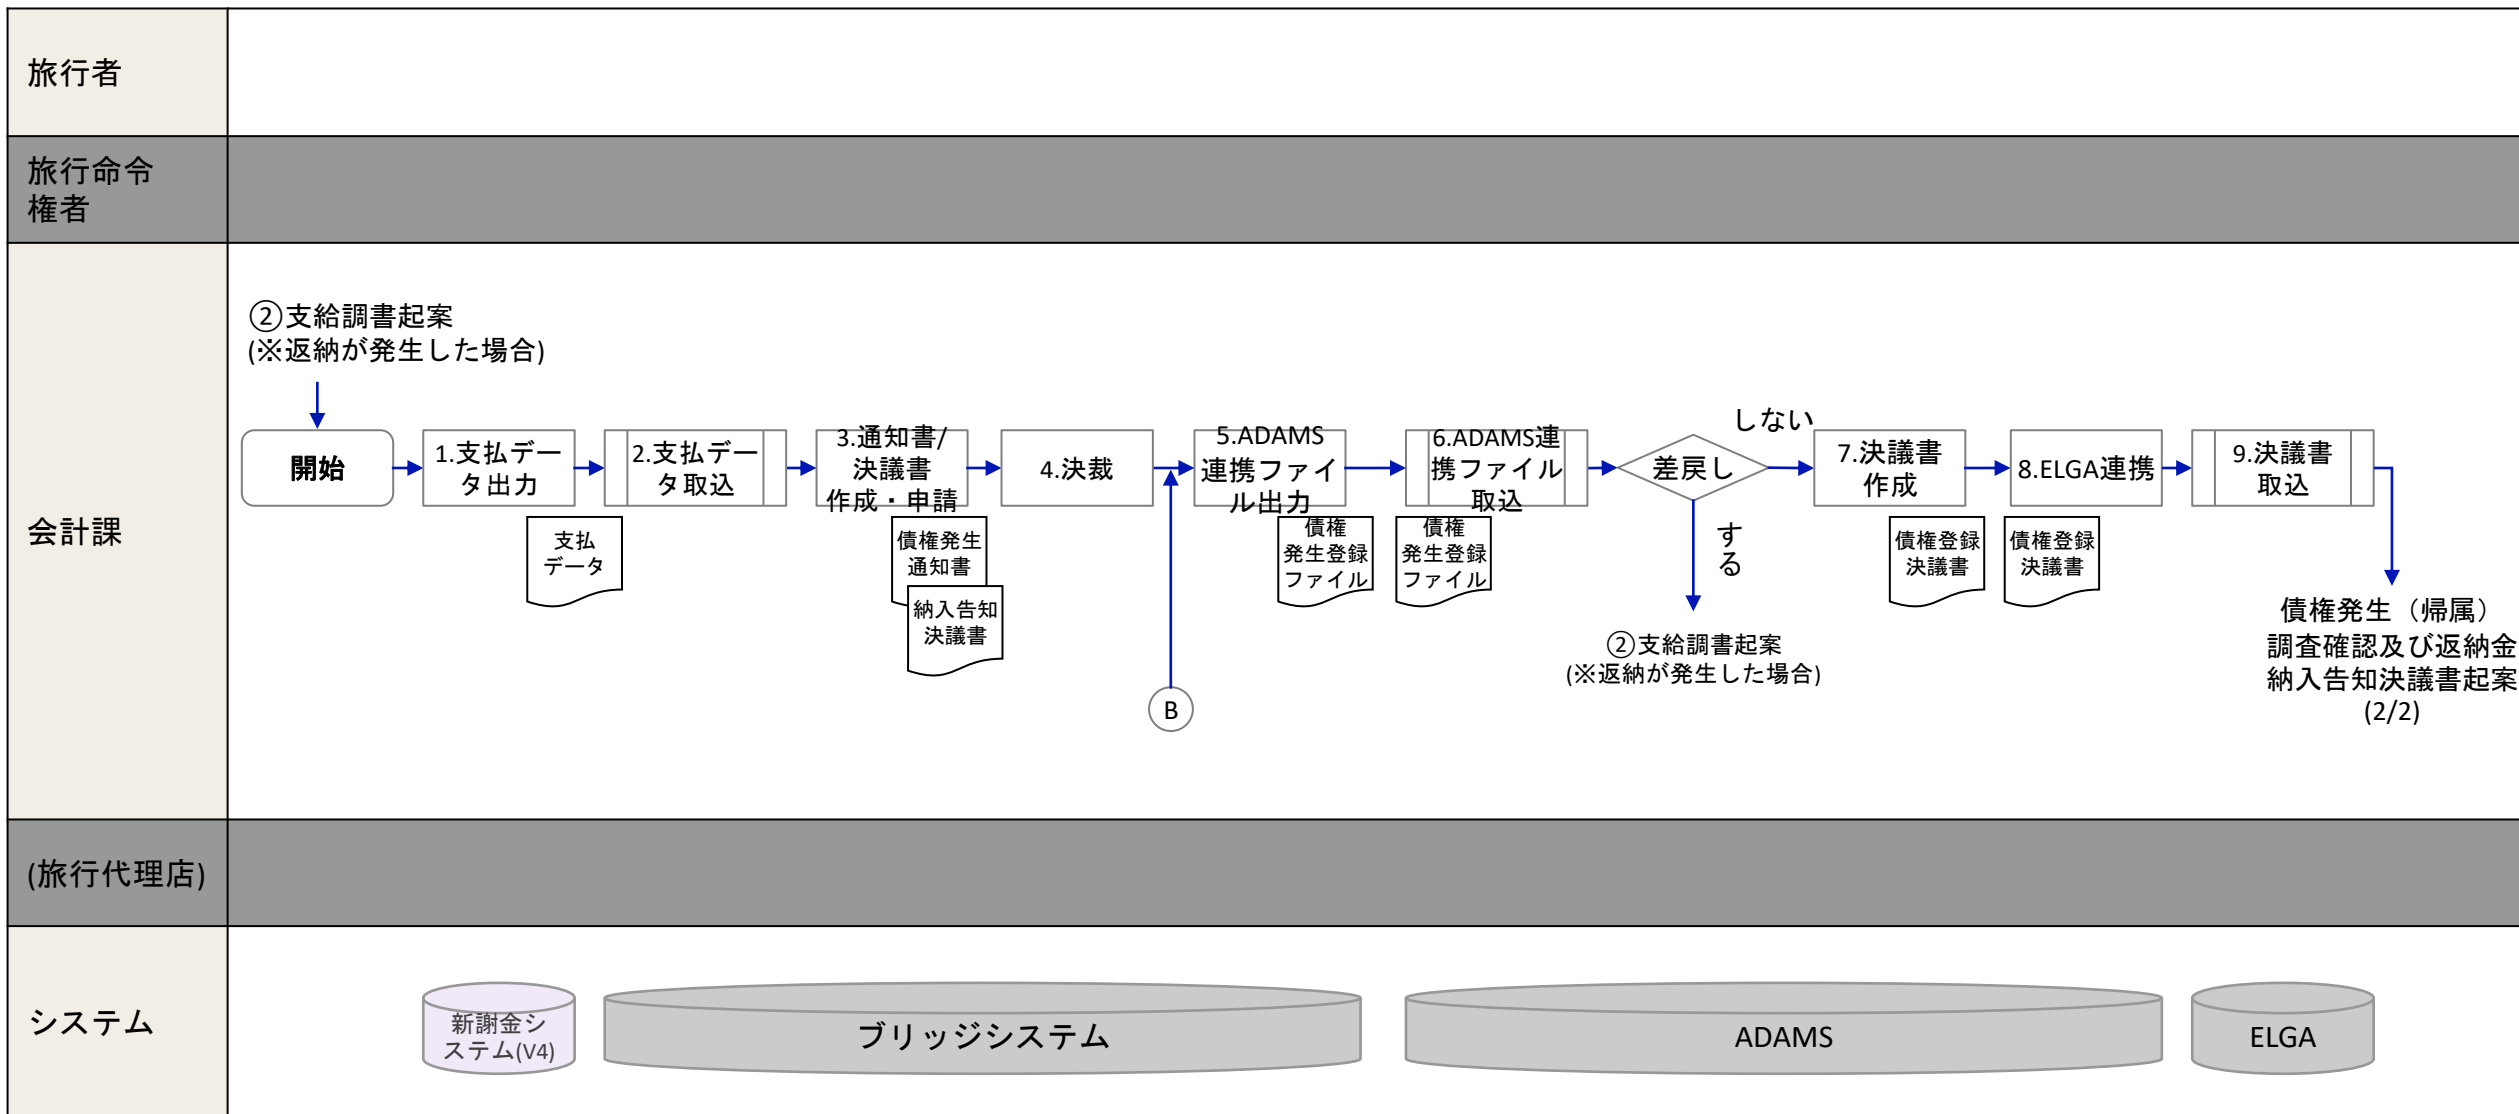 旅行者
旅行命令
権者
会計課
②支給調書起案
(※返納が発生した場合)
開始
1.支払デー
タ出力
支払
データ
2.支払デー
タ取込
3.通知書/
決議書
作成・申請
債権発生
通知書
納入告知
決議書
4.決裁
B
5.ADAMS
連携ファイ
ル出力
債権
発生登録
ファイル
6.ADAMS連
携ファイル
取込
債権
発生登録
ファイル
差戻し
しない
する
②支給調書起案
(※返納が発生した場合)
7.決議書
作成
債権登録
決議書
8.ELGA連携
債権登録
決議書
9.決議書
取込
債権発生（帰属）
調査確認及び返納金
納入告知決議書起案
(2/2)
(旅行代理店)
システム
新謝金シ
ステム(V4)
ブリッジシステム
ADAMS
ELGA